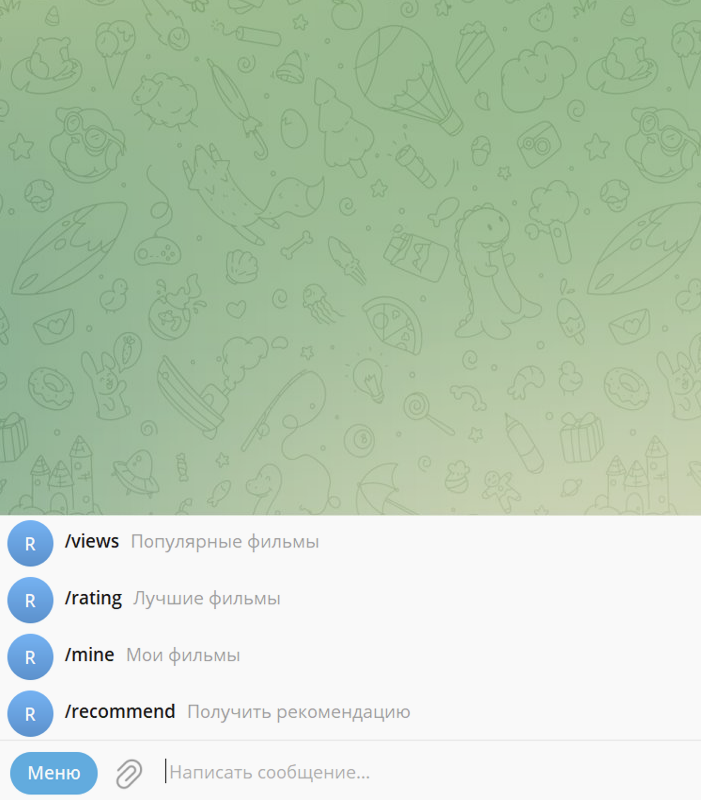 R /views Популярные фильмы
R /rating Лучшие фильмы
R /mine Мои фильмы
R /recommend Получить рекомендацию
Меню Написать сообщение...